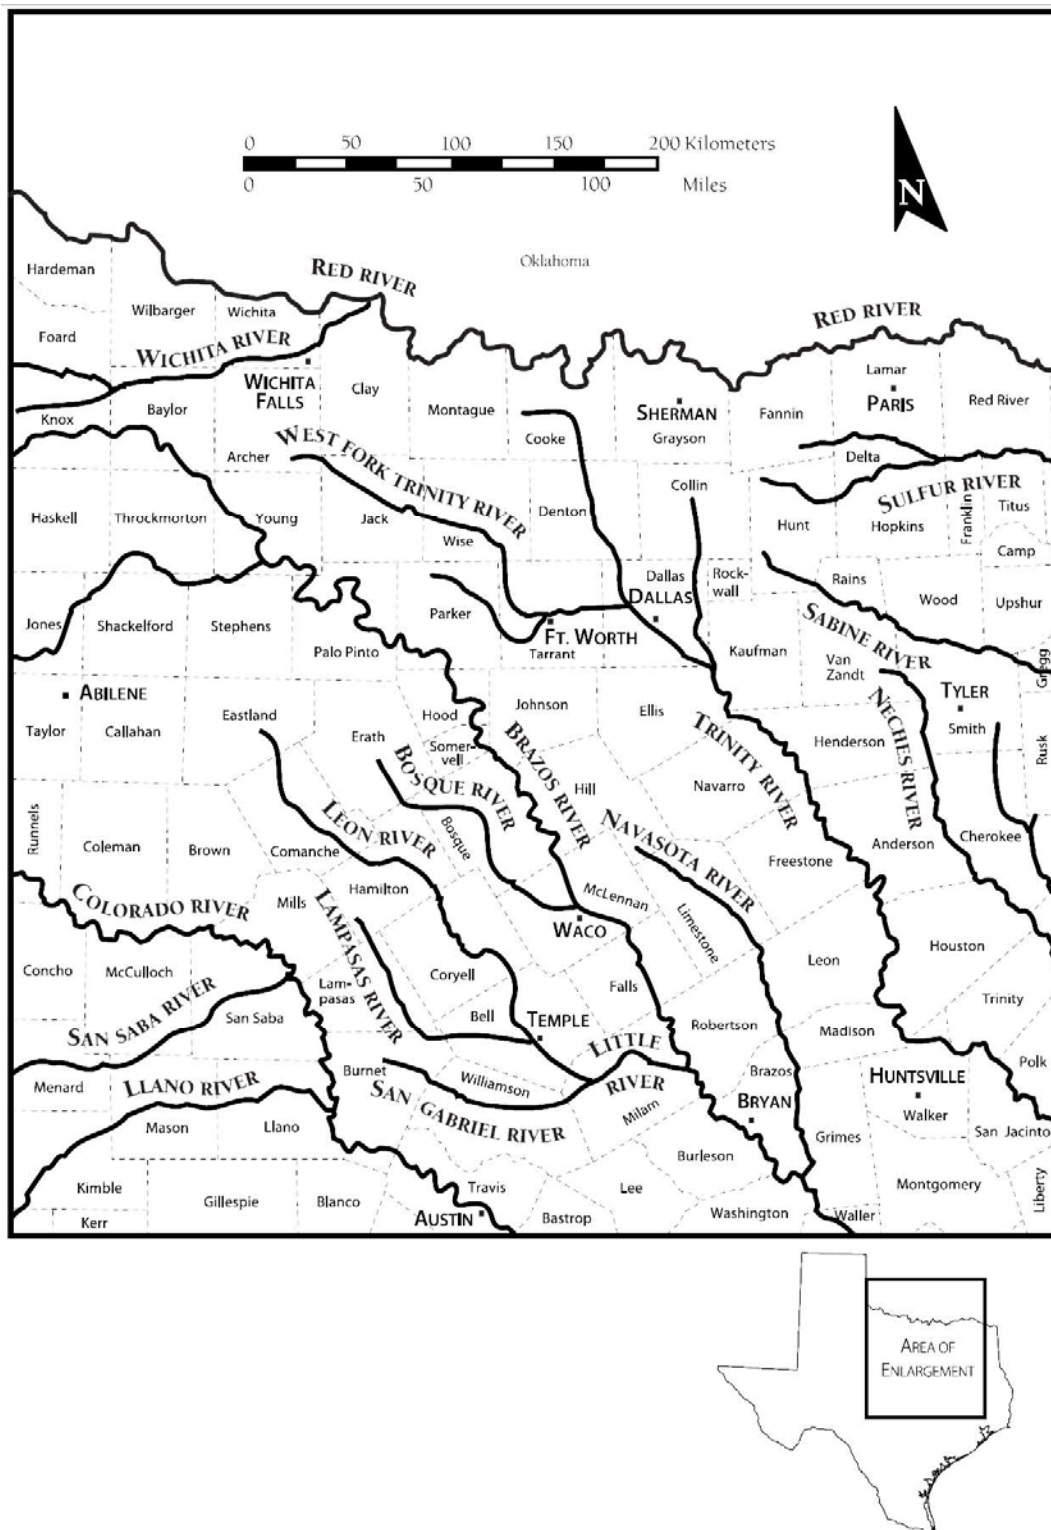 0 50 100 150 200 Kilometers
0 50 100 Miles
N
Oklahoma
RED RIVER
RED RIVER
Hardeman
Wilbarger
Wichita
Foard
WICHITA RIVER
WICHITA
FALLS
Clay
Lamar
PARIS
Red River
Knox
Baylor
Montague
Cooke
SHERMAN
Grayson
Fannin
Archer
WEST FORK TRINITY RIVER
Delta
SULFUR RIVER
Collin
Haskell
Throckmorton
Young
Jack
Wise
Denton
Hunt
Hopkins
Franklin
Titus
Camp
Jones
Shackelford
Stephens
Parker
Dallas
DALLAS
Rock-
wall
Rains
Wood
Upshur
Palo Pinto
FT. WORTH
Tarrant
Kaufman
SABINE RIVER
Van
Zandt
Gregg
ABILENE
TYLER
Taylor
Callahan
Eastland
Erath
Hood
Somer-
vell
Johnson
Ellis
Henderson
Smith
Rusk
BOSQUE RIVER
BRAZOS RIVER
TRINITY RIVER
NECHES RIVER
Hill
Navarro
Runnels
Coleman
Brown
Comanche
LEON RIVER
Bosque
NAVASOTA RIVER
Freestone
Anderson
Cherokee
COLORADO RIVER
Mills
Hamilton
LAMPASAS RIVER
McLennan
WACO
Limestone
Leon
Houston
Concho
McCulloch
Lam-
pasas
Coryell
Falls
Trinity
SAN SABA RIVER
San Saba
Bell
TEMPLE
LITTLE
RIVER
Robertson
Madison
Polk
Menard
LLANO RIVER
Burnet
Williamson
SAN GABRIEL RIVER
Milam
Brazos
BRYAN
HUNTSVILLE
Walker
Mason
Llano
Grimes
San Jacinto
Burleson
Kimble
Kerr
Gillespie
Blanco
Travis
AUSTIN
Bastrop
Lee
Washington
Waller
Montgomery
Liberty
AREA OF
ENLARGEMENT